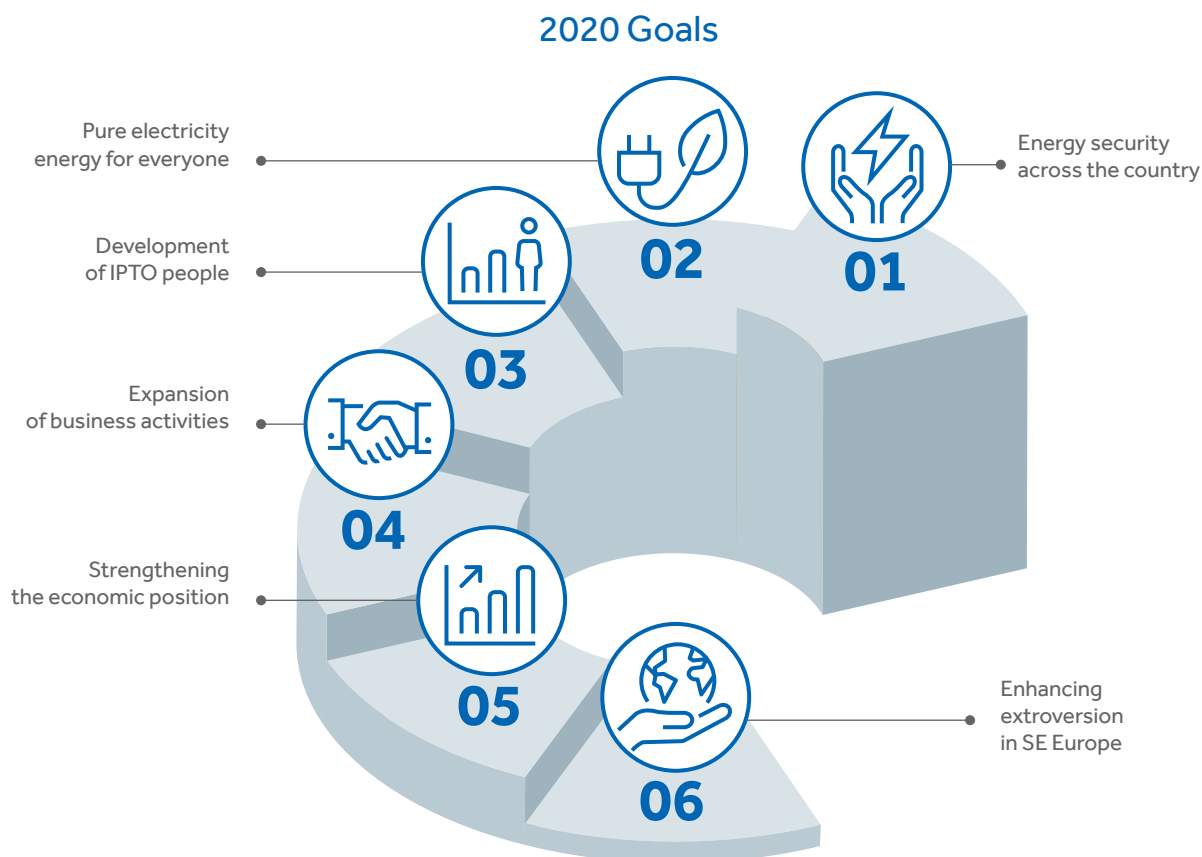 2020 Goals
Energy security
across the country
01
Pure electricity
energy for everyone
02
Development
of IPTO people
03
Expansion
of business activities
04
Strengthening
the economic position
05
Enhancing
extroversion
in SE Europe
06